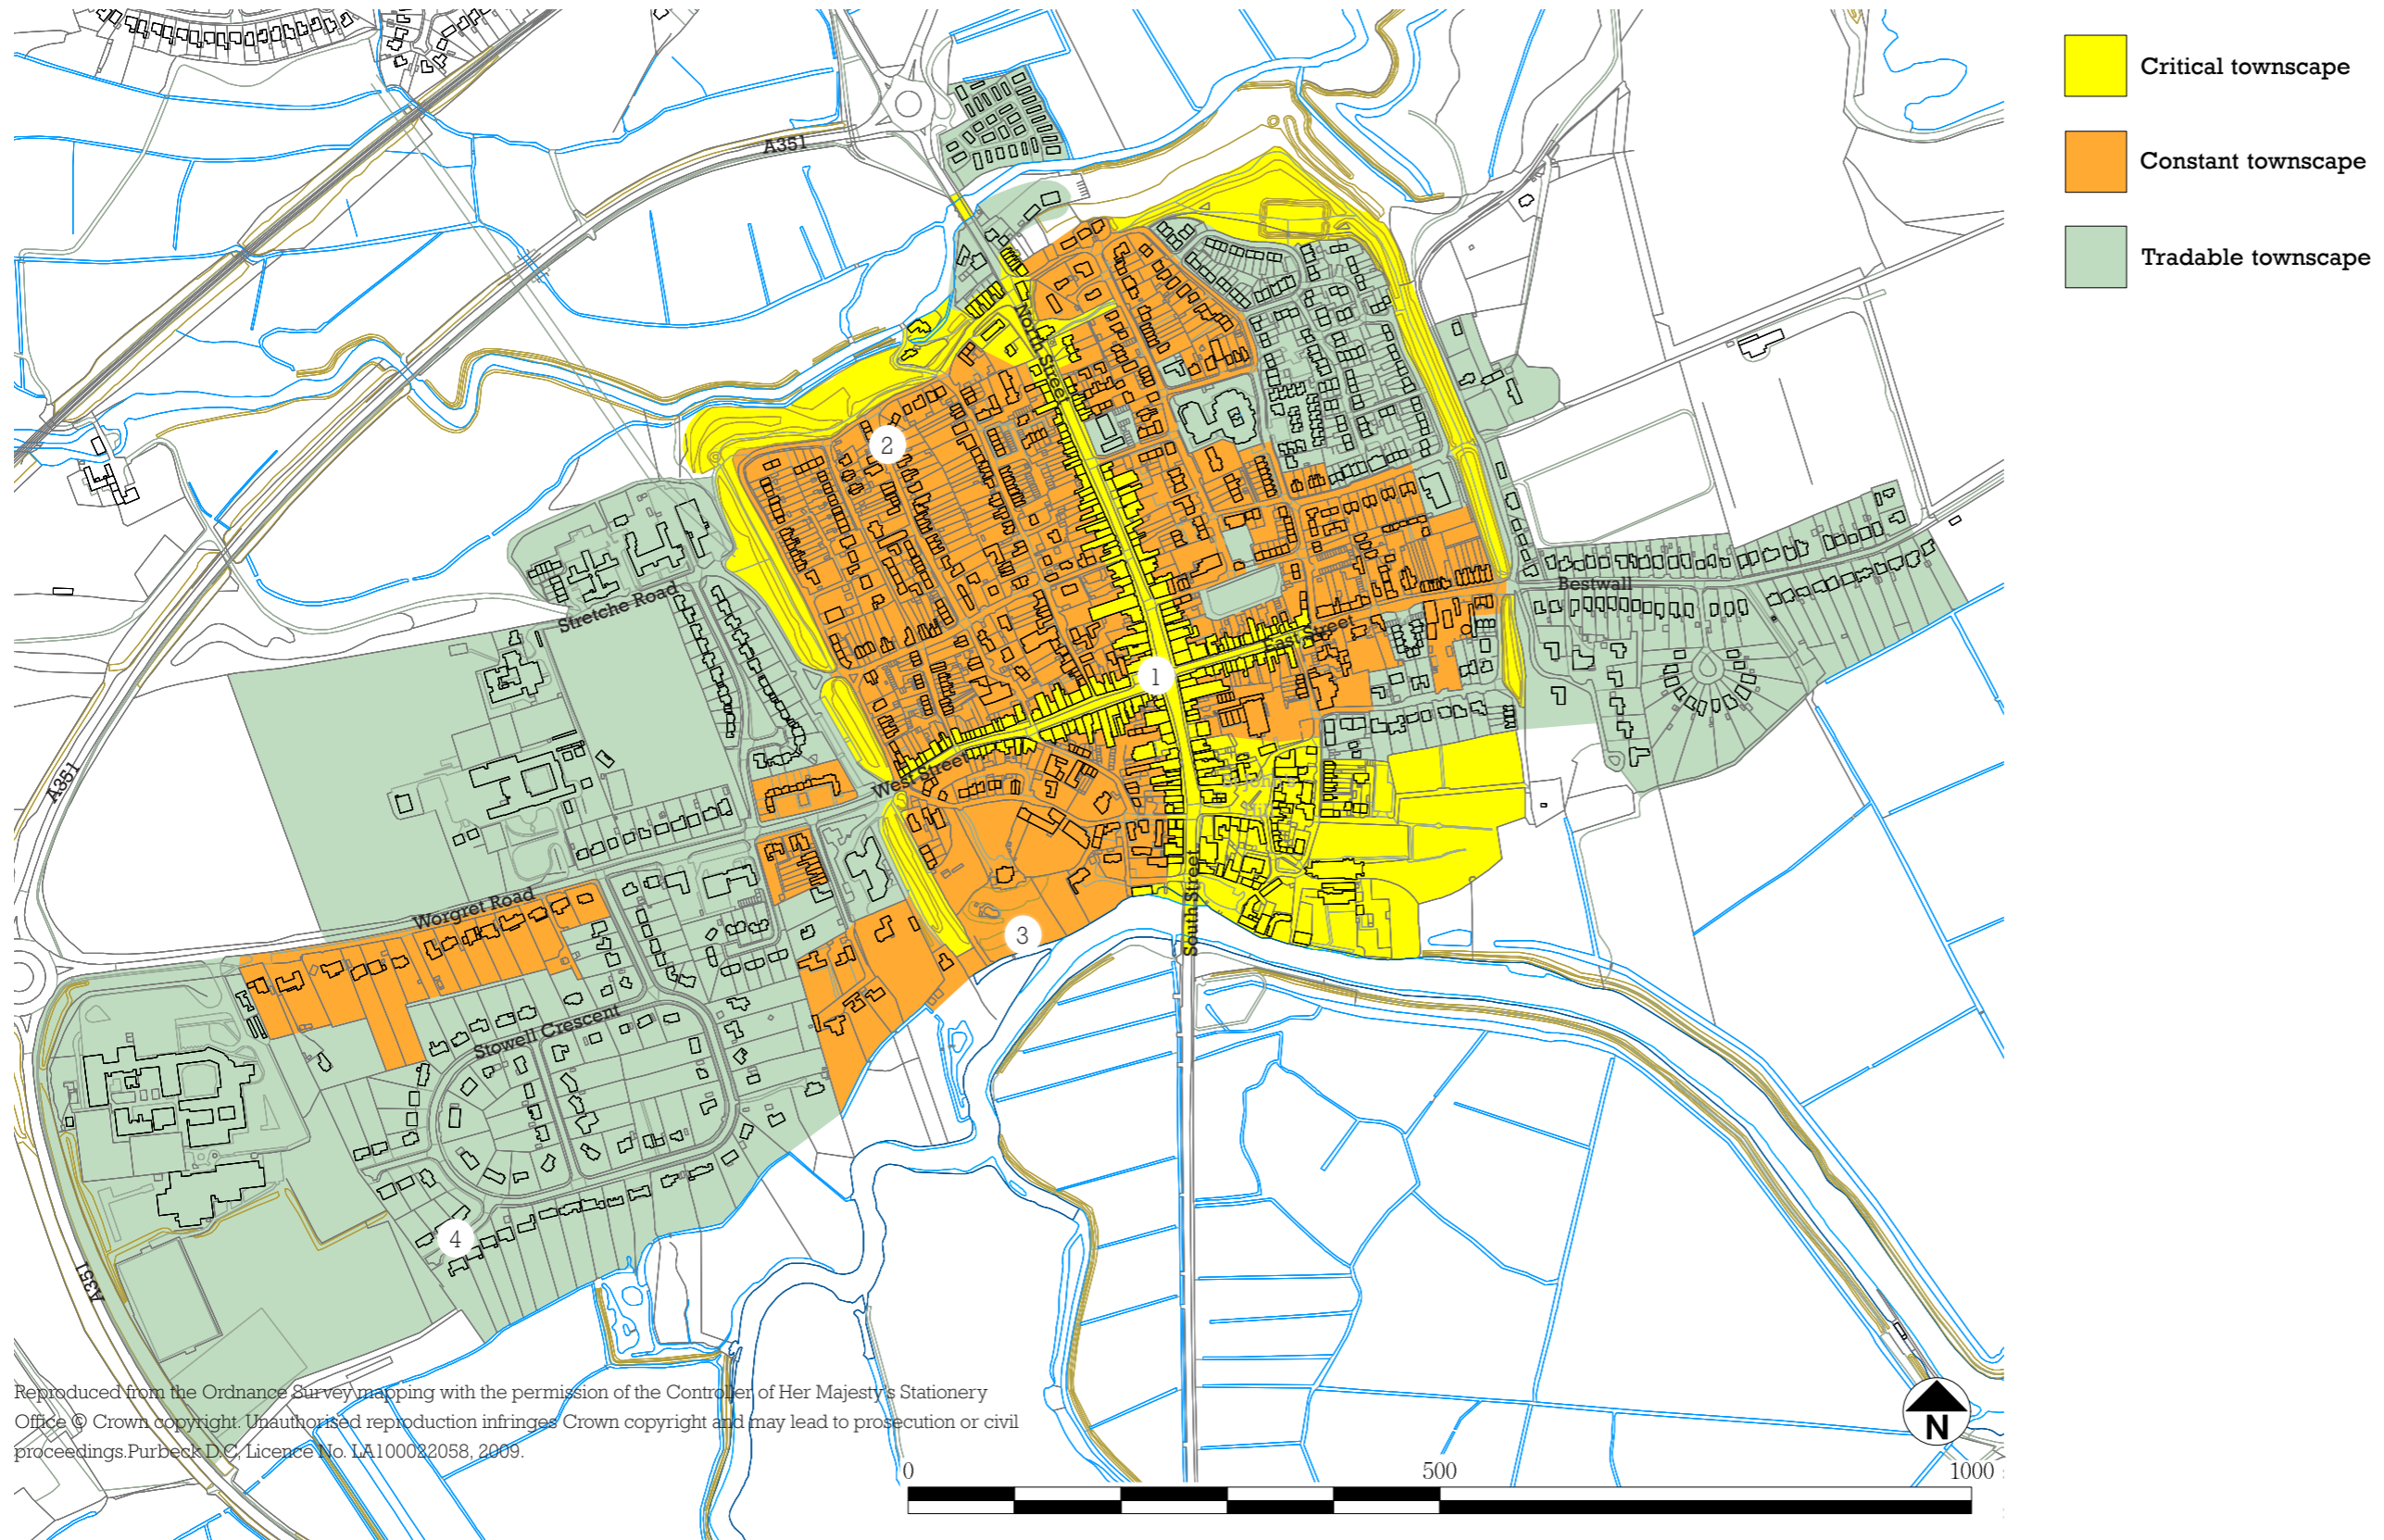 Critical townscape
Constant townscape
Tradable townscape
A351
North Street
2
Stretche Road
Bestwall
East Street
1
West Street
A351
Worgret Road
South Street
3
Stowell Crescent
4
A351
Reproduced from the Ordnance Survey mapping with the permission of the Controller of Her Majesty's Stationery
Office © Crown copyright. Unauthorised reproduction infringes Crown copyright and may lead to prosecution or civil
proceedings.Purbeck D.C, Licence No. LA100022058, 2009.
N
0 500 1000